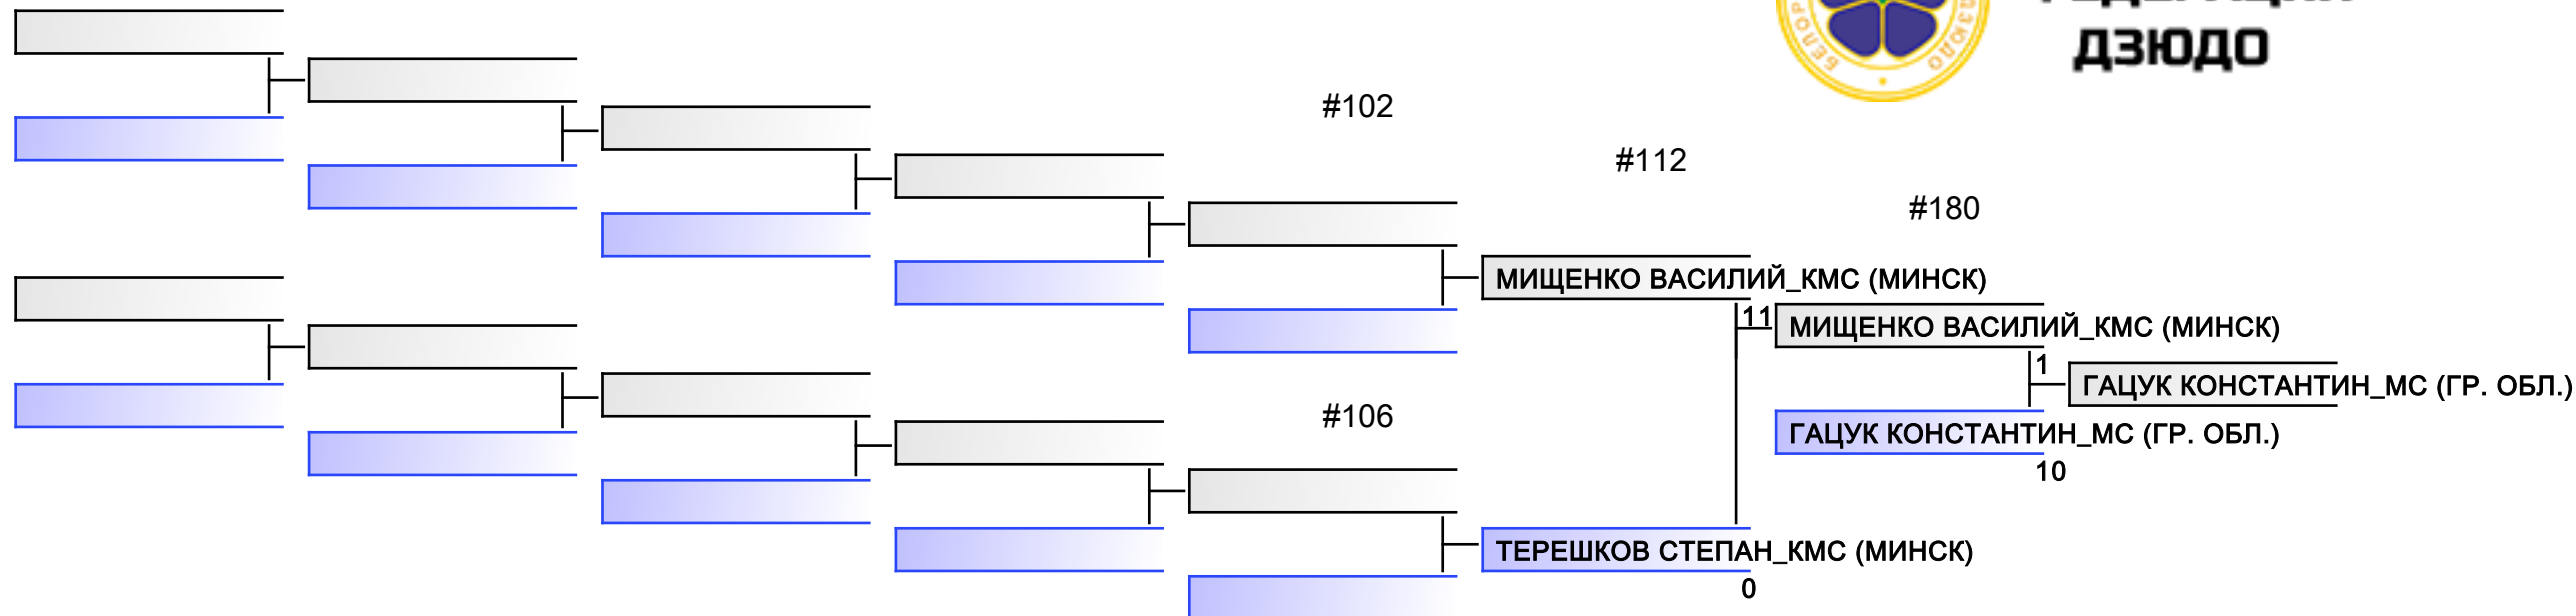 ДЗЮДО
#102
#112
#180
МИЩЕНКО ВАСИЛИЙ_КМС (МИНСК)
11
МИЩЕНКО ВАСИЛИЙ_КМС (МИНСК)
1
ГАЦУК КОНСТАНТИН_МС (ГР. ОБЛ.)
#106
ГАЦУК КОНСТАНТИН_МС (ГР. ОБЛ.)
10
ТЕРЕШКОВ СТЕПАН_КМС (МИНСК)
0